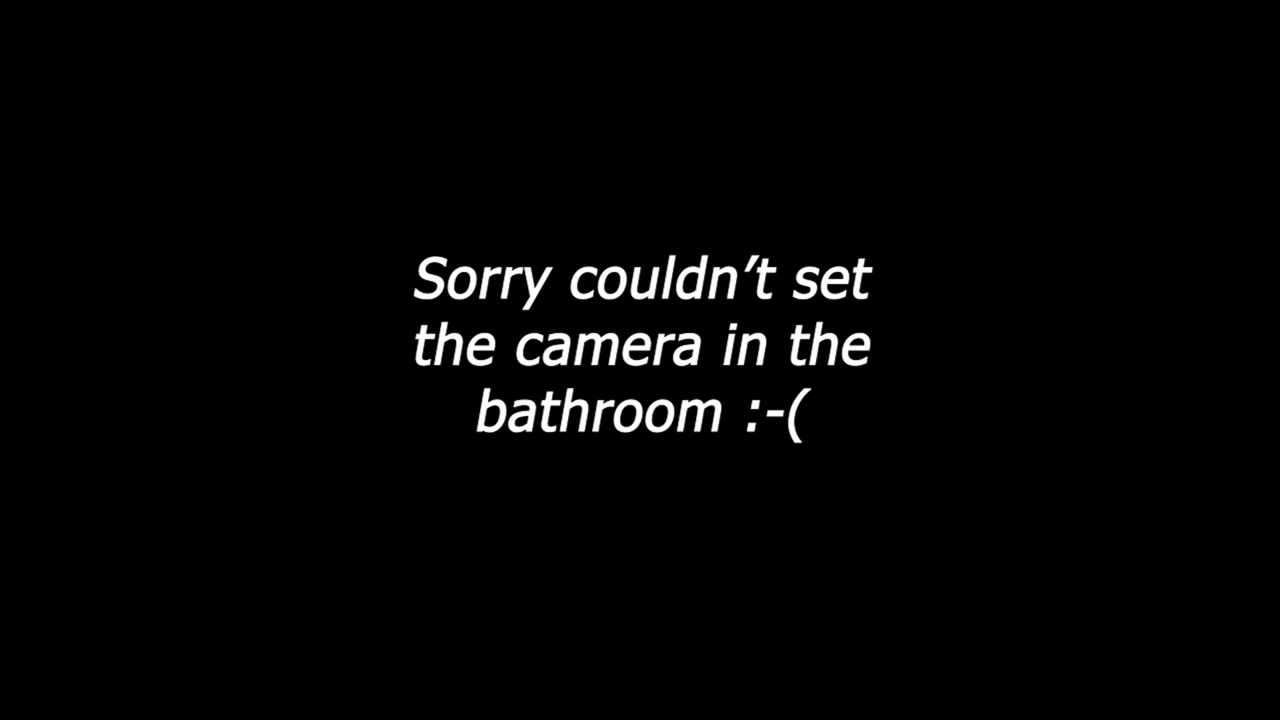 Sorry couldn’t set
the camera in the
bathroom :-(